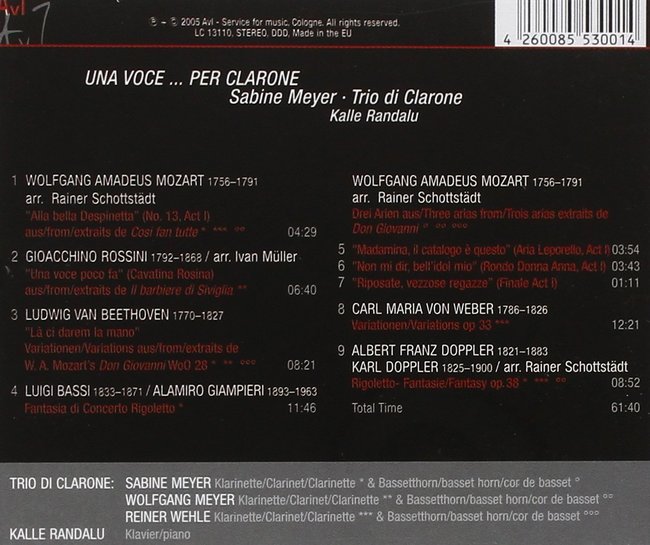 Avi
Avi
℗ – © 2005 AvI - Service for music, Cologne. All rights reserved.
LC 13110, STEREO, DDD, Made in the EU
4 260085 530014
UNA VOCE ... PER CLARONE
Sabine Meyer · Trio di Clarone
Kalle Randalu
1 WOLFGANG AMADEUS MOZART 1756–1791
arr. Rainer Schottstädt
"Alla bella Despinetta" (No. 13, Act I)
aus/from/extraits de Così fan tutte * *** °° 04:29
2 GIOACCHINO ROSSINI 1792–1868 / arr. Ivan Müller
"Una voce poco fa" (Cavatina Rosina)
aus/from/extraits de Il barbiere di Siviglia ** 06:40
3 LUDWIG VAN BEETHOVEN 1770–1827
"Là ci darem la mano"
Variationen/Variations aus/from/extraits de
W. A. Mozart's Don Giovanni WoO 28 * ** °°° 08:21
4 LUIGI BASSI 1833–1871 / ALAMIRO GIAMPIERI 1893–1963
Fantasia di Concerto Rigoletto * 11:46
WOLFGANG AMADEUS MOZART 1756–1791
arr. Rainer Schottstädt
Drei Arien aus/Three arias from/Trois arias extraits de
Don Giovanni ° °° °°°
5 "Madamina, il catalogo è questo" (Aria Leporello, Act I) 03:54
6 "Non mi dir, bell'idol mio" (Rondo Donna Anna, Act I) 03:43
7 "Riposate, vezzose regazze" (Finale Act I) 01:11
8 CARL MARIA VON WEBER 1786–1826
Variationen/Variations op 33 *** 12:21
9 ALBERT FRANZ DOPPLER 1821–1883
KARL DOPPLER 1825–1900 / arr. Rainer Schottstädt
Rigoletto- Fantasie/Fantasy op.38 * *** °° 08:52
Total Time 61:40
TRIO DI CLARONE: SABINE MEYER Klarinette/Clarinet/Clarinette * & Bassetthorn/basset horn/cor de basset °
WOLFGANG MEYER Klarinette/Clarinet/Clarinette ** & Bassetthorn/basset horn/cor de basset °°
REINER WEHLE Klarinette/Clarinet/Clarinette *** & Bassetthorn/basset horn/cor de basset °°°
KALLE RANDALU Klavier/piano